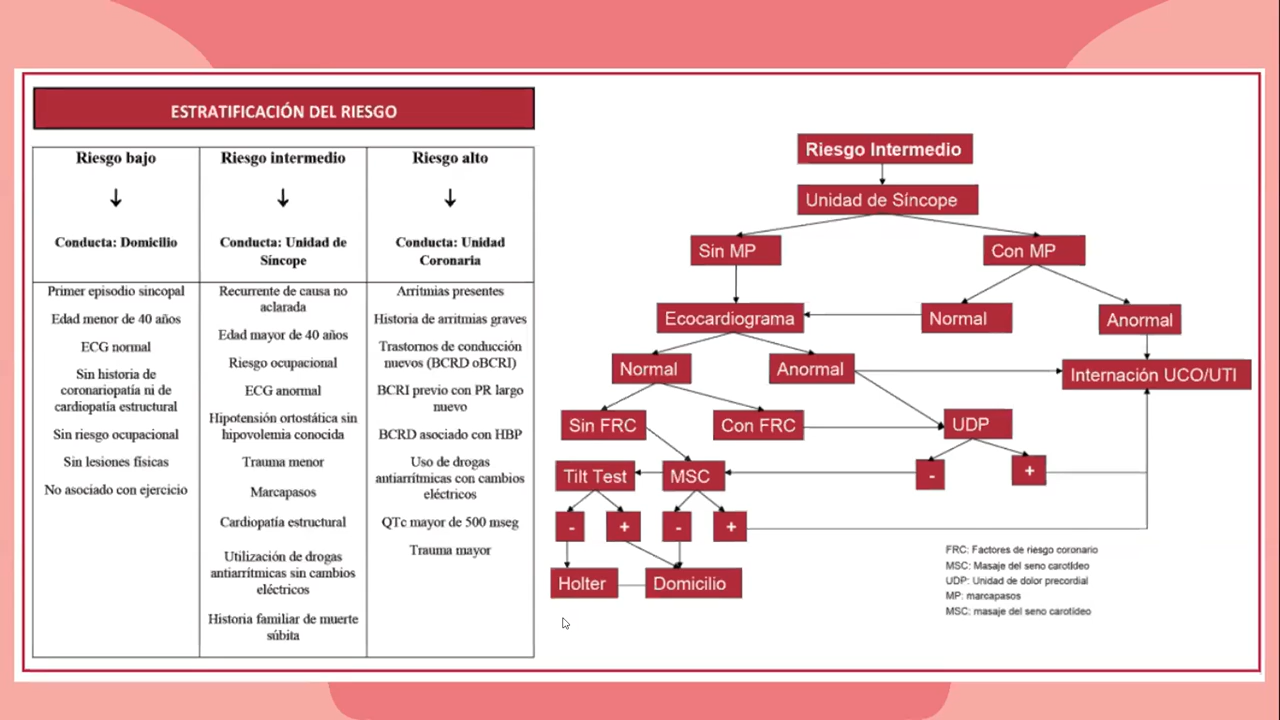 ESTRATIFICACIÓN DEL RIESGO
Riesgo bajo
Conducta: Domicilio
Primer episodio sincopal
Edad menor de 40 años
ECG normal
Sin historia de
coronariopatía ni de
cardiopatía estructural
Sin riesgo ocupacional
Sin lesiones físicas
No asociado con ejercicio
Riesgo intermedio
Conducta: Unidad de
Síncope
Recurrente de causa no
aclarada
Edad mayor de 40 años
Riesgo ocupacional
ECG anormal
Hipotensión ortostática sin
hipovolemia conocida
Trauma menor
Marcapasos
Cardiopatía estructural
Utilización de drogas
antiarrítmicas sin cambios
eléctricos
Historia familiar de muerte
súbita
Riesgo alto
Conducta: Unidad
Coronaria
Arritmias presentes
Historia de arritmias graves
Trastornos de conducción
nuevos (BCRD oBCRI)
BCRI previo con PR largo
nuevo
BCRD asociado con HBP
Uso de drogas
antiarrítmicas con cambios
eléctricos
QTc mayor de 500 mseg
Trauma mayor
Riesgo Intermedio
Unidad de Síncope
Sin MP
Con MP
Ecocardiograma
Normal
Anormal
Normal
Anormal
Internación UCO/UTI
Sin FRC
Con FRC
UDP
Tilt Test
MSC
-
+
-
+
-
+
Holter
Domicilio
FRC: Factores de riesgo coronario
MSC: Masaje del seno carotídeo
UDP: Unidad de dolor precordial
MP: marcapasos
MSC: masaje del seno carotídeo